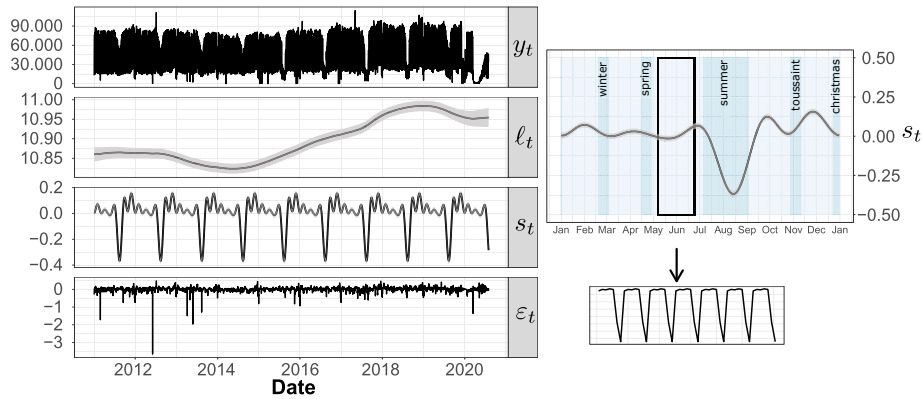 90.000
60.000
30.000
0
y_t
11.00
10.95
10.90
10.85
ℓ_t
0.2
0.0
−0.2
−0.4
s_t
0
−1
−2
−3
ε_t
2012 2014 2016 2018 2020
Date
winter
spring
summer
toussaint
christmas
0.50
0.25
0.00
−0.25
−0.50
s_t
Jan Feb Mar Apr May Jun Jul Aug Sep Oct Nov Dec Jan